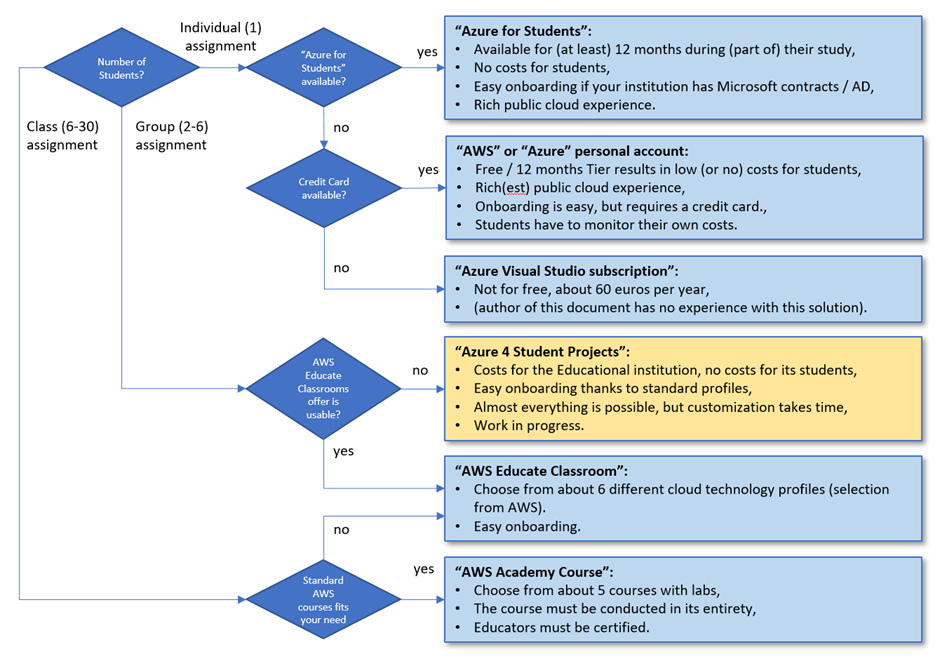 Individual (1)
assignment
Number of
Students?
“Azure for
Students”
available?
yes
“Azure for Students”:
• Available for (at least) 12 months during (part of) their study,
• No costs for students,
• Easy onboarding if your institution has Microsoft contracts / AD,
• Rich public cloud experience.
Class (6-30)
assignment
Group (2-6)
assignment
no
Credit Card
available?
yes
“AWS” or “Azure” personal account:
• Free / 12 months Tier results in low (or no) costs for students,
• Rich(est) public cloud experience,
• Onboarding is easy, but requires a credit card.,
• Students have to monitor their own costs.
no
“Azure Visual Studio subscription”:
• Not for free, about 60 euros per year,
• (author of this document has no experience with this solution).
AWS
Educate
Classrooms
offer is
usable?
no
“Azure 4 Student Projects”:
• Costs for the Educational institution, no costs for its students,
• Easy onboarding thanks to standard profiles,
• Almost everything is possible, but customization takes time,
• Work in progress.
yes
“AWS Educate Classroom”:
• Choose from about 6 different cloud technology profiles (selection
from AWS).
• Easy onboarding.
no
Standard
AWS
courses fits
your need
yes
“AWS Academy Course”:
• Choose from about 5 courses with labs,
• The course must be conducted in its entirety,
• Educators must be certified.